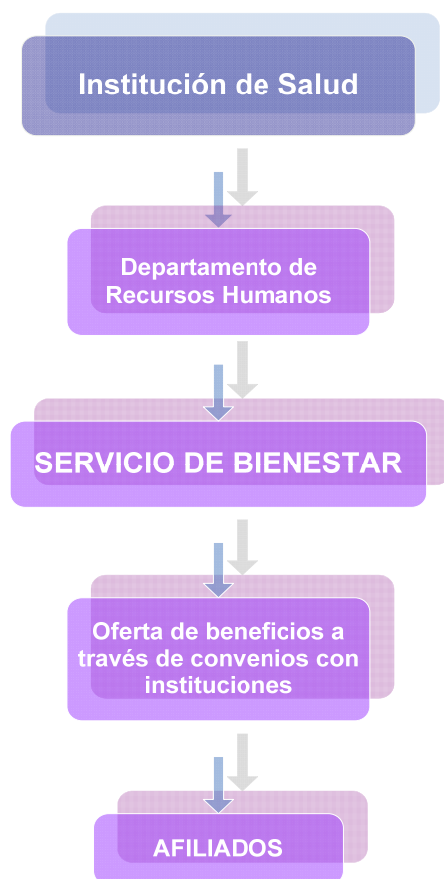 Institución de Salud
Departamento de
Recursos Humanos
SERVICIO DE BIENESTAR
Oferta de beneficios a
través de convenios con
instituciones
AFILIADOS